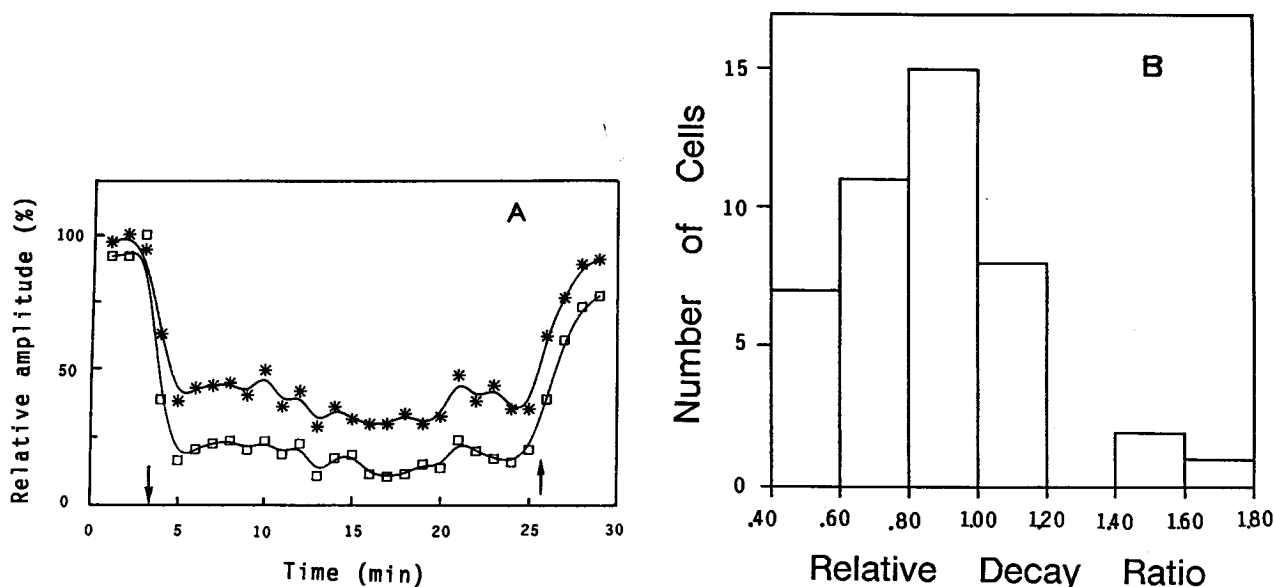 A
Relative amplitude (%)
100
50
0
0 5 10 15 20 25 30
Time (min)
B
Number of Cells
15
10
5
0
.40 .60 .80 1.00 1.20 1.40 1.60 1.80
Relative Decay Ratio